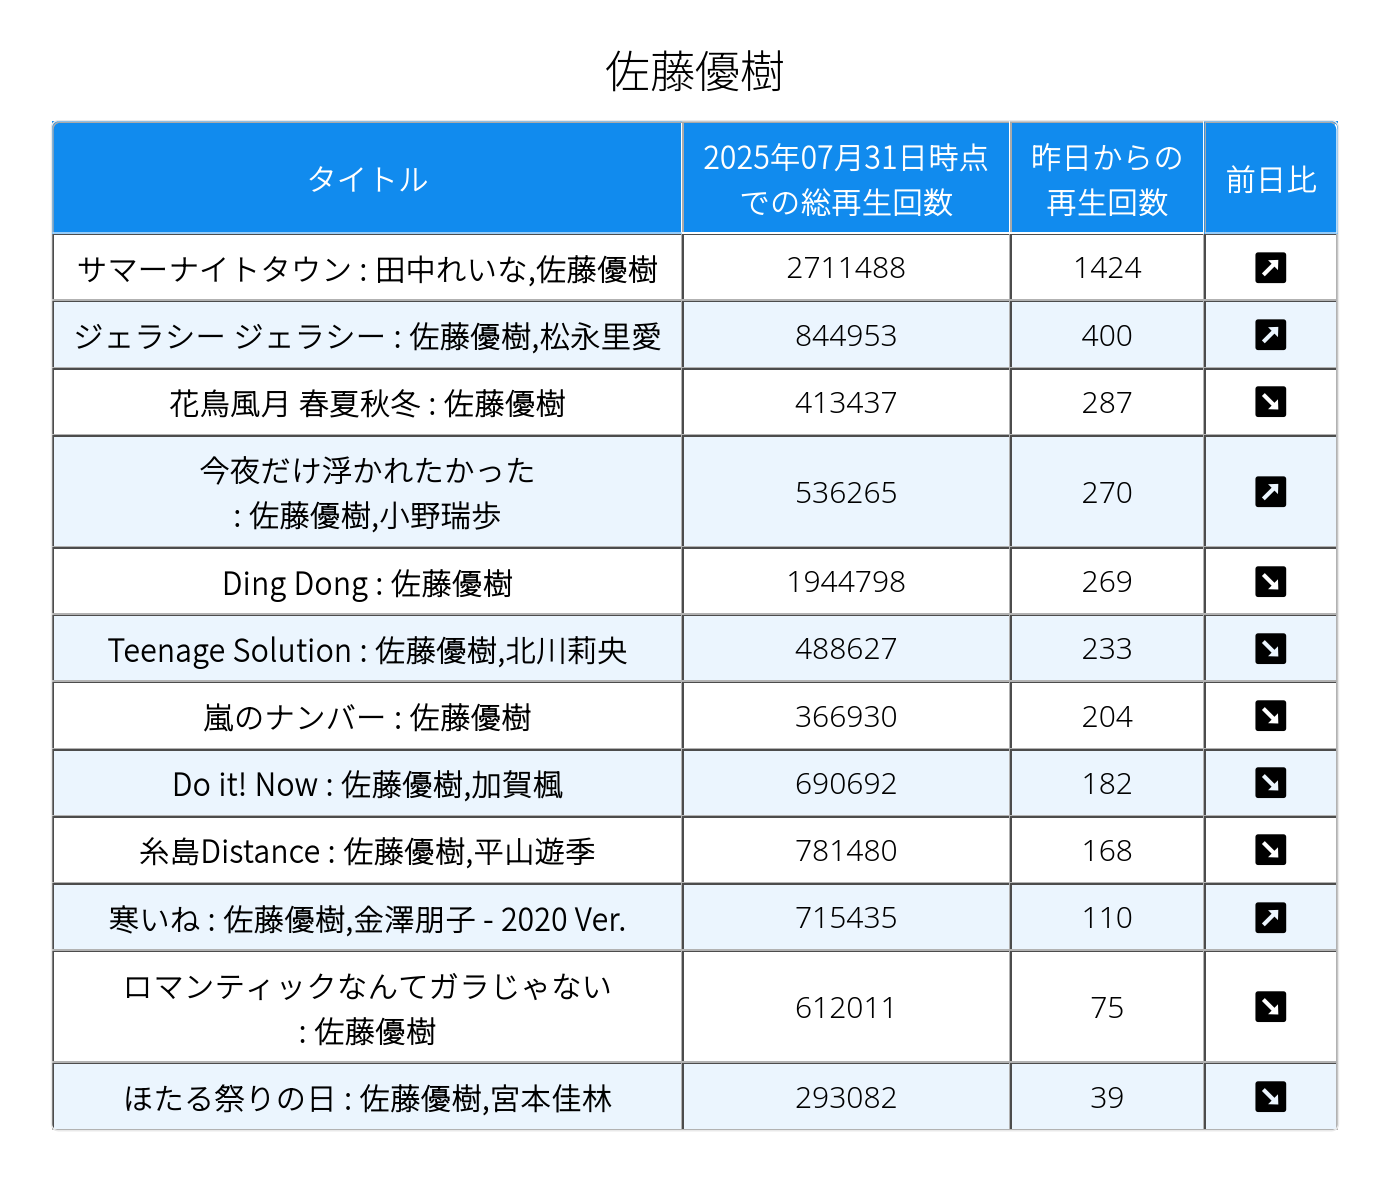 佐藤優樹
タイトル
2025年07月31日時点
での総再生回数
昨日からの
再生回数
前日比
サマーナイトタウン : 田中れいな,佐藤優樹 2711488 1424 ↗
ジェラシー ジェラシー : 佐藤優樹,松永里愛 844953 400 ↗
花鳥風月 春夏秋冬 : 佐藤優樹 413437 287 ↘
今夜だけ浮かれたかった
: 佐藤優樹,小野瑞歩 536265 270 ↗
Ding Dong : 佐藤優樹 1944798 269 ↘
Teenage Solution : 佐藤優樹,北川莉央 488627 233 ↘
嵐のナンバー : 佐藤優樹 366930 204 ↘
Do it! Now : 佐藤優樹,加賀楓 690692 182 ↘
糸島Distance : 佐藤優樹,平山遊季 781480 168 ↘
寒いね : 佐藤優樹,金澤朋子 - 2020 Ver. 715435 110 ↗
ロマンティックなんてガラじゃない
: 佐藤優樹 612011 75 ↘
ほたる祭りの日 : 佐藤優樹,宮本佳林 293082 39 ↘